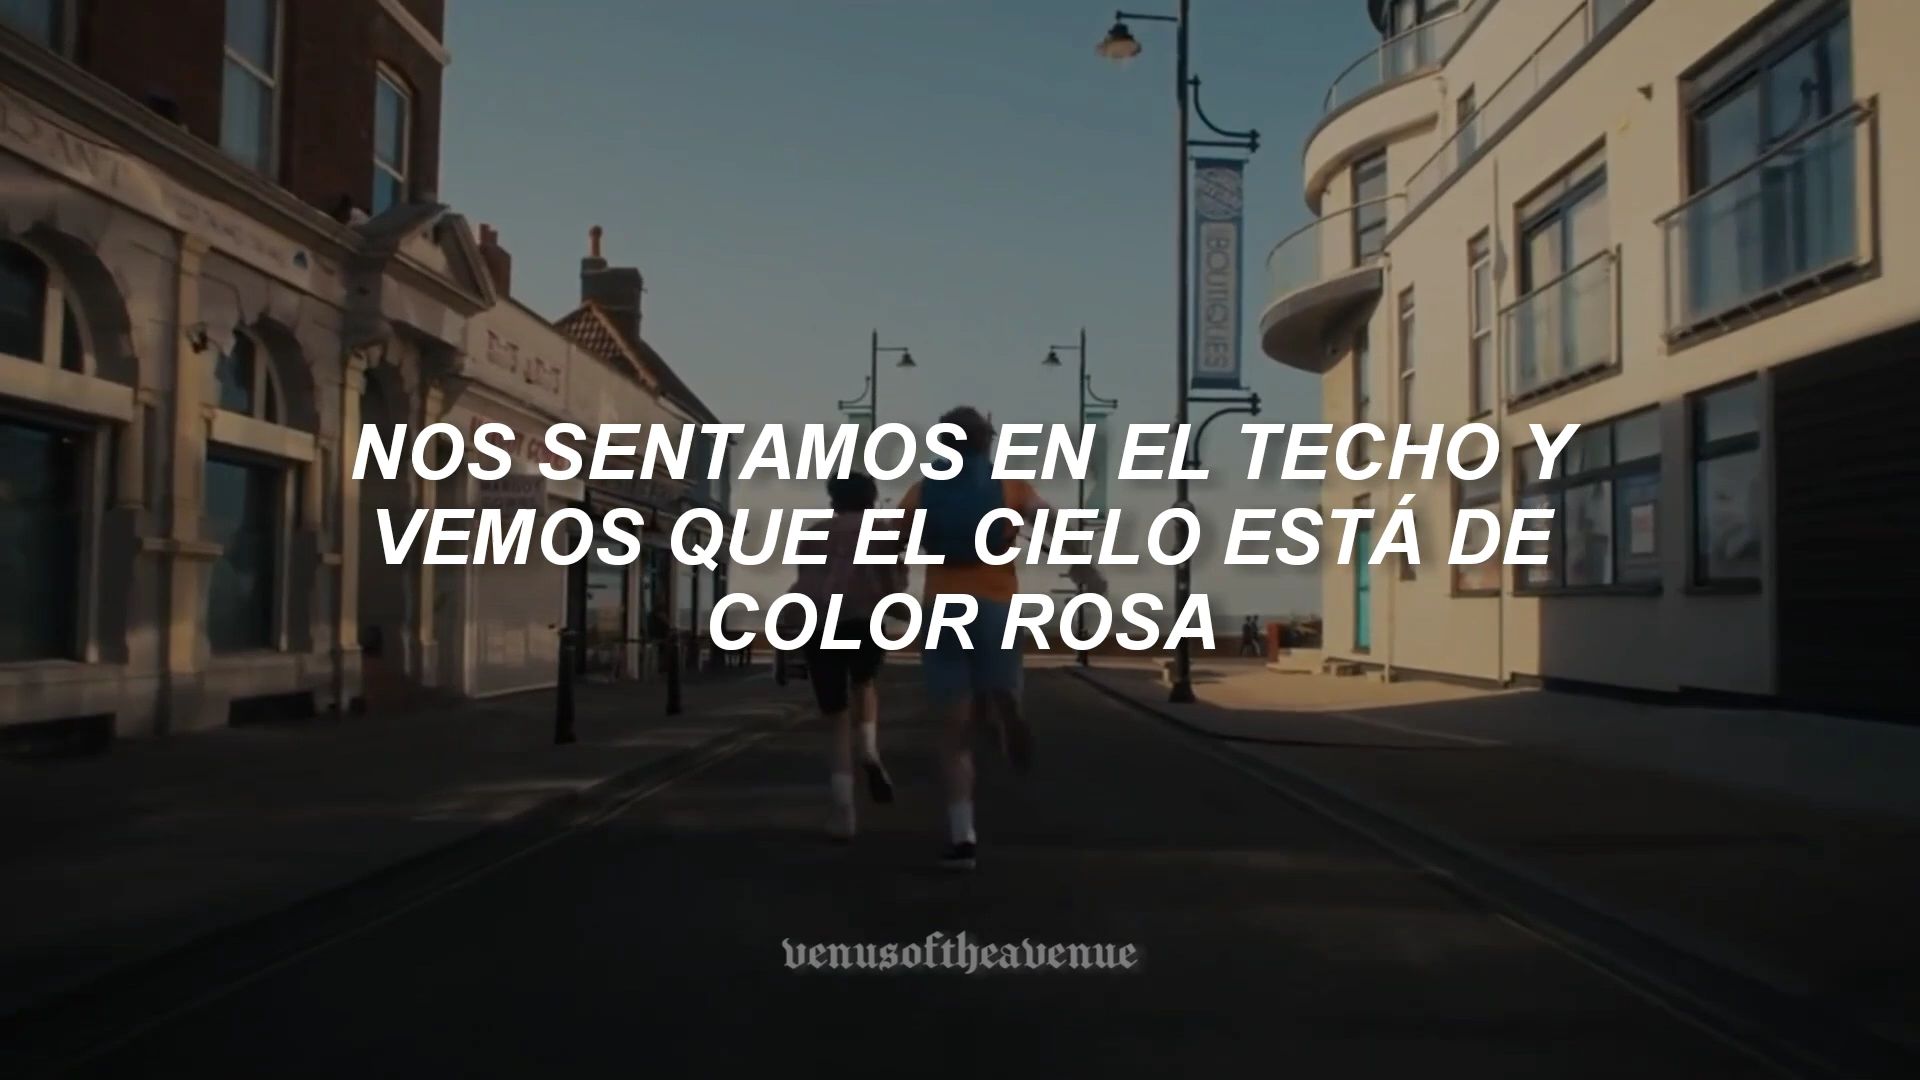 BOUTIQUES
NOS SENTAMOS EN EL TECHO Y
VEMOS QUE EL CIELO ESTÁ DE
COLOR ROSA
venusoftheavenue